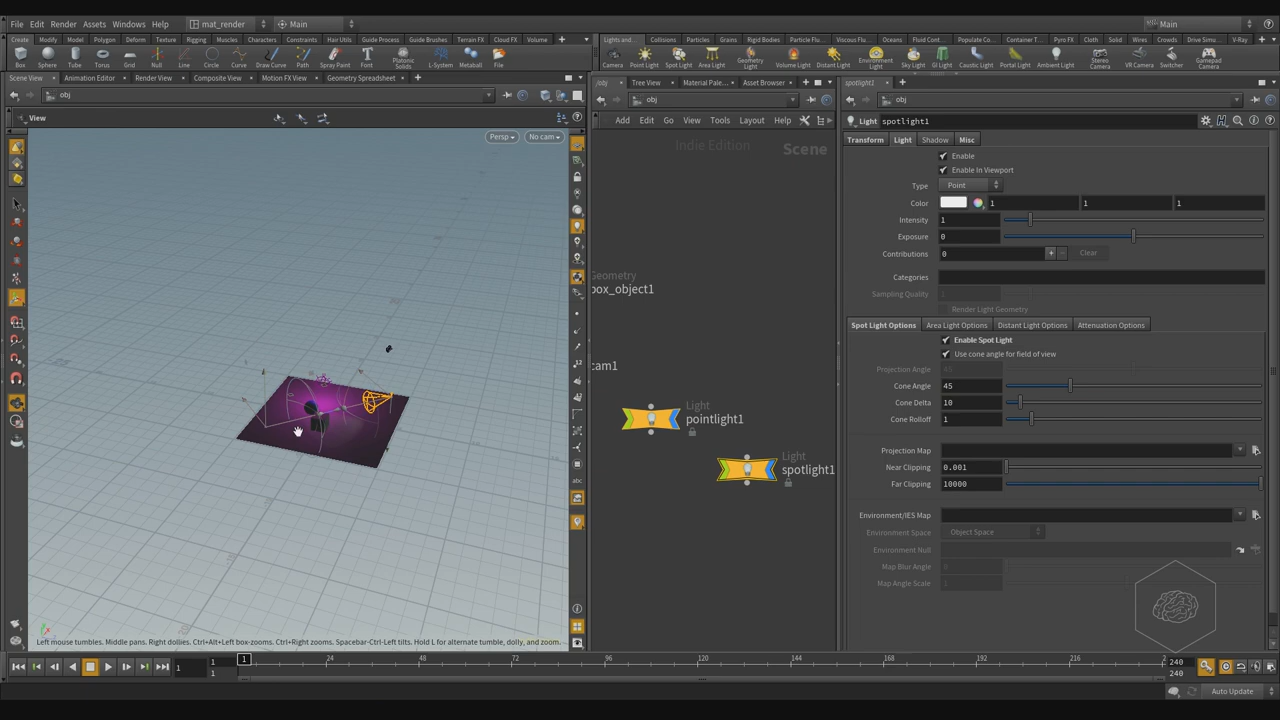 File Edit Render Assets Windows Help mat_render Main Main
Create Modify Model Polygon Deform Texture Rigging Muscles Characters Constraints Hair Utils Guide Process Guide Brushes Terrain FX Cloud FX Volume
Lights and... Collisions Particles Grains Rigid Bodies Particle Flu... Viscous Flu... Oceans Fluid Cont... Populate Co... Container T... Pyro FX Cloth Solid Wires Crowds Drive Simu... V-Ray
Box Sphere Tube Torus Grid Line Circle Curve Draw Curve Path Spray Paint Font Platonic Solids L-System Metaball File
Camera Point Light Spot Light Area Light Geometry Light Volume Light Distant Light Environment Light Sky Light GI Light Caustic Light Portal Light Ambient Light Stereo Camera VR Camera Switcher Gamepad Camera
Scene View Animation Editor Render View Composite View Motion FX View Geometry Spreadsheet
/obj Tree View Material Pale... Asset Browser
spotlight1
obj
obj
obj
View
Add Edit Go View Tools Layout Help
Light spotlight1
Persp No cam
Indie Edition Scene
Geometry
box_object1
cam1
Light
pointlight1
Light
spotlight1
Transform Light Shadow Misc
Enable
Enable In Viewport
Type Point
Color 1 1 1
Intensity 1
Exposure 0
Contributions 0 Clear
Categories
Sampling Quality 1
Render Light Geometry
Spot Light Options Area Light Options Distant Light Options Attenuation Options
Enable Spot Light
Use cone angle for field of view
Projection Angle 45
Cone Angle 45
Cone Delta 10
Cone Rolloff 1
Projection Map
Near Clipping 0.001
Far Clipping 10000
Environment/IES Map
Environment Space Object Space
Environment Null
Map Blur Angle 0
Map Angle Scale 1
abc
Left mouse tumbles. Middle pans. Right dollies. Ctrl+Alt+Left box-zooms. Ctrl+Right zooms. Spacebar-Ctrl-Left tilts. Hold L for alternate tumble, dolly, and zoom.
1 1 1 1 24 48 72 96 120 144 168 192 216 2 240 240
Auto Update